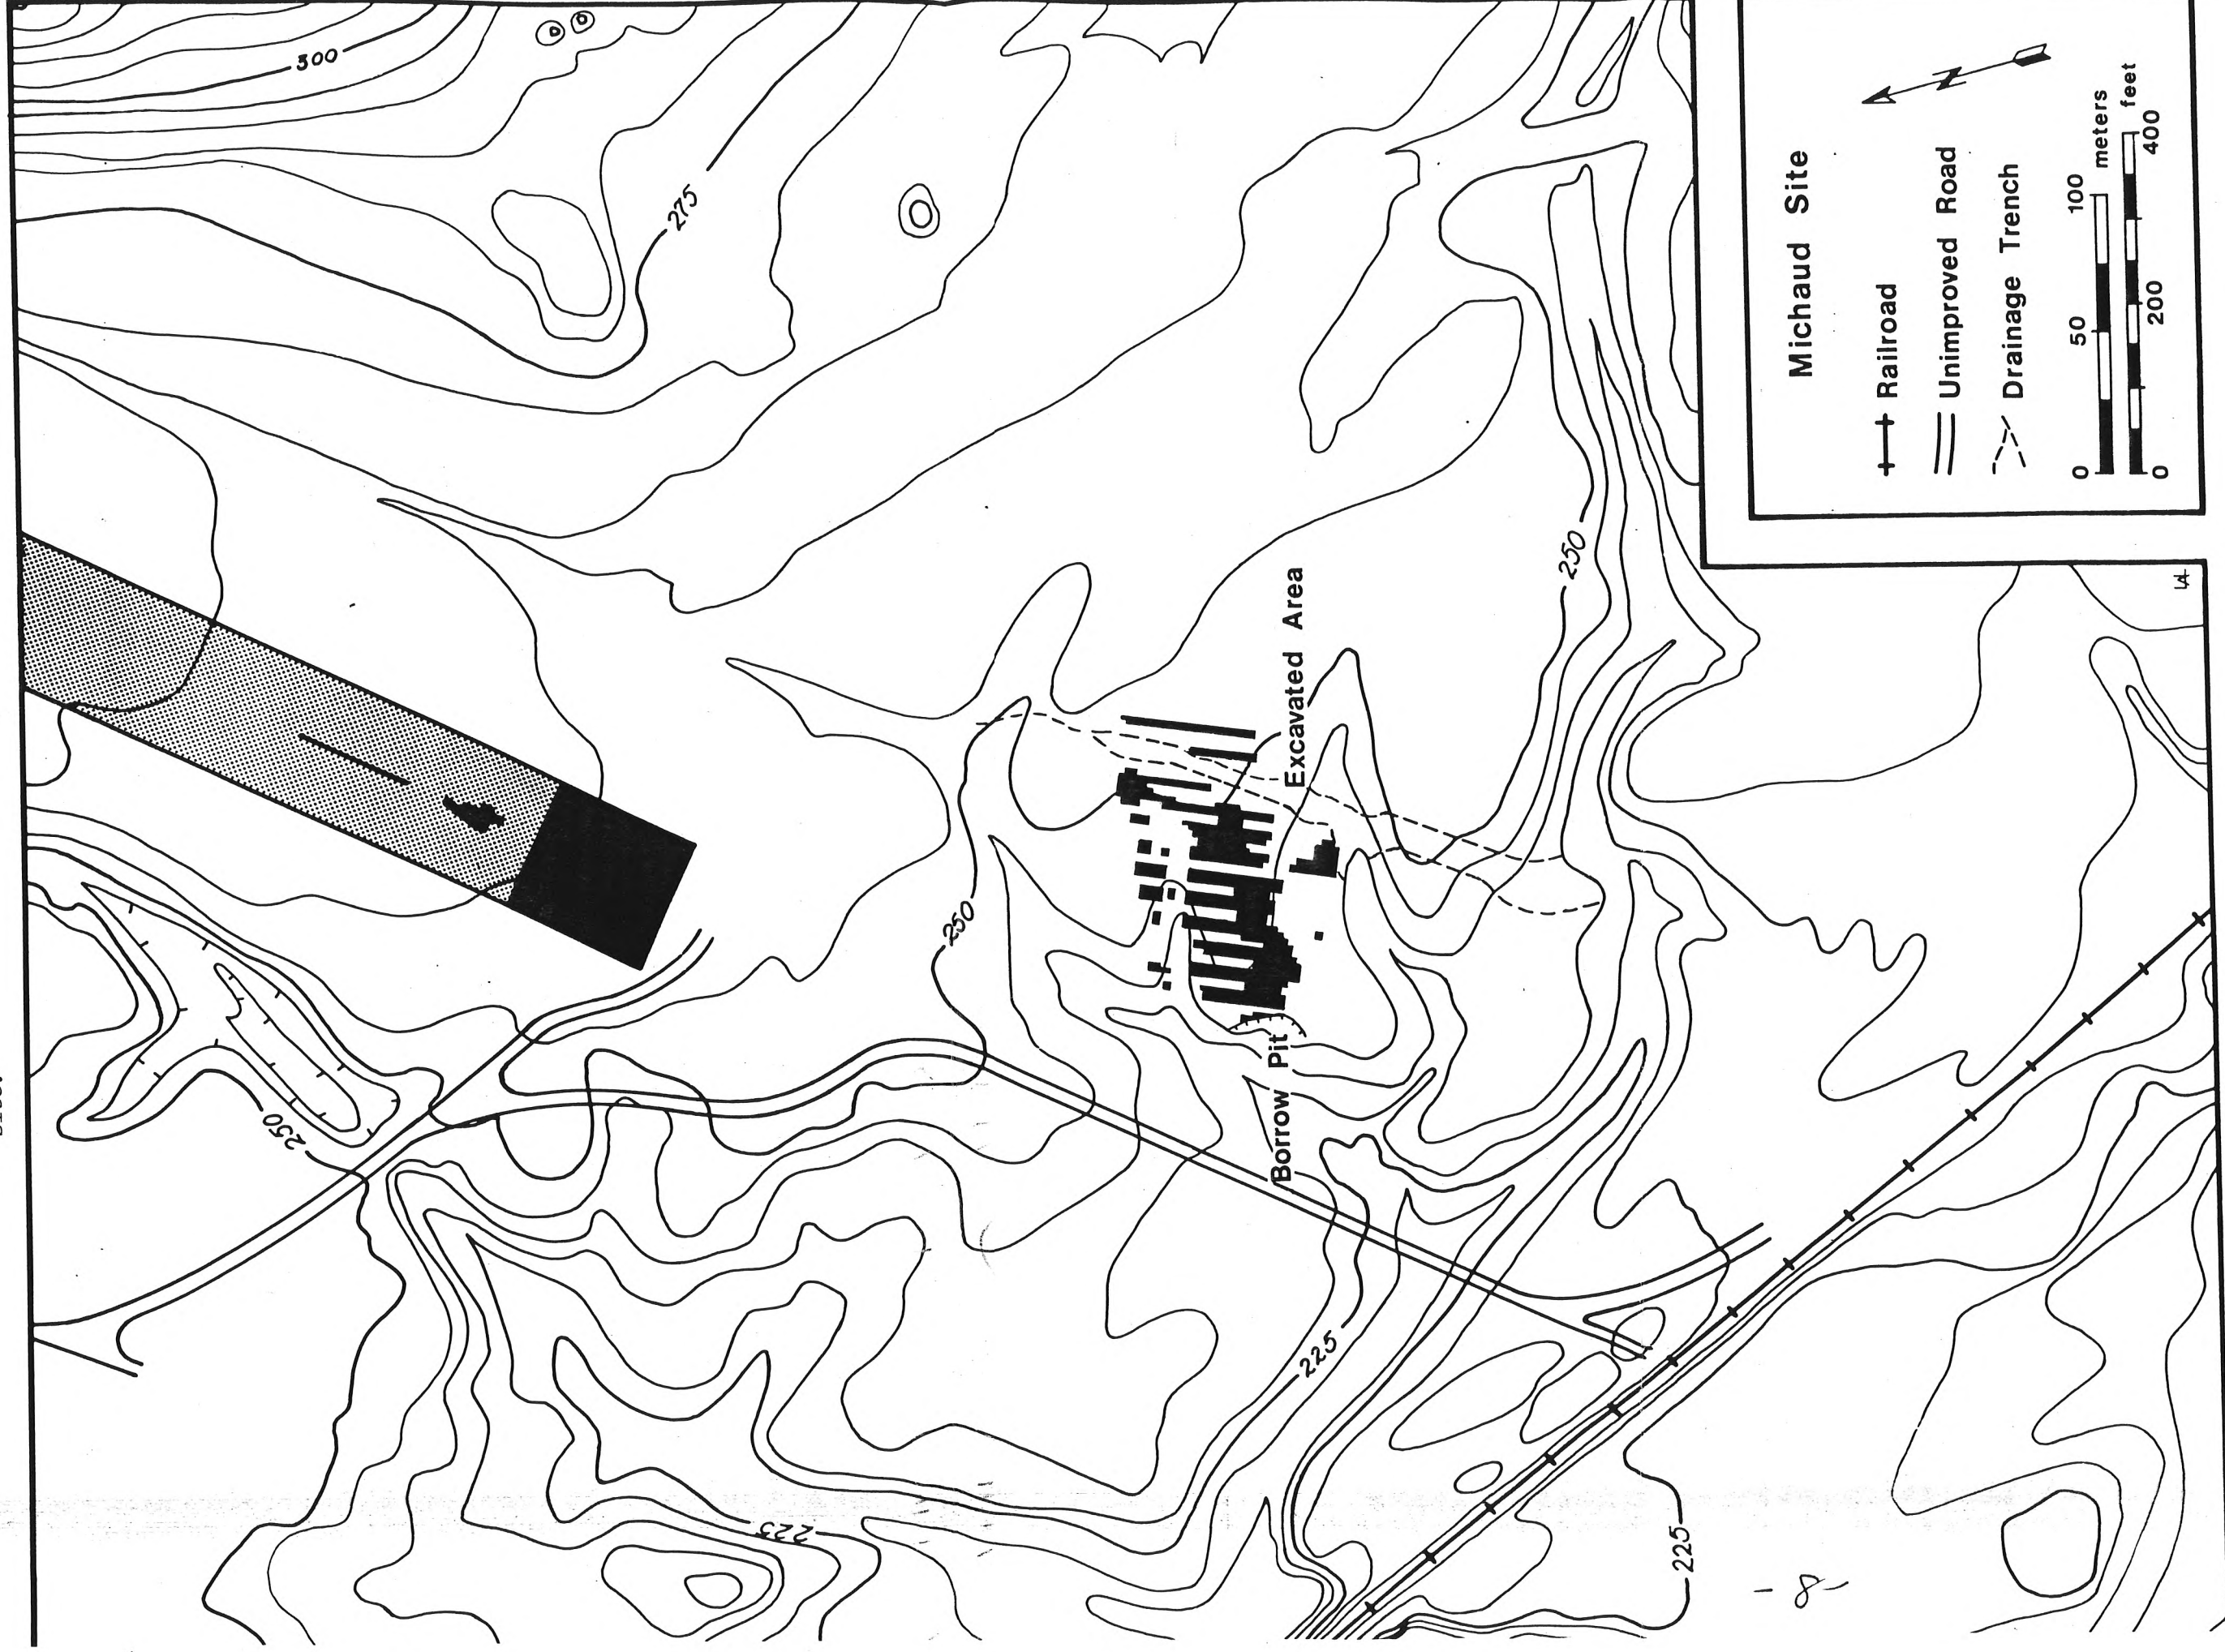 300
275
250
250
250
225
225
225
Excavated Area
Borrow Pit
Michaud Site
N
Railroad
Unimproved Road
Drainage Trench
0 50 100 meters
0 200 400 feet
-8-